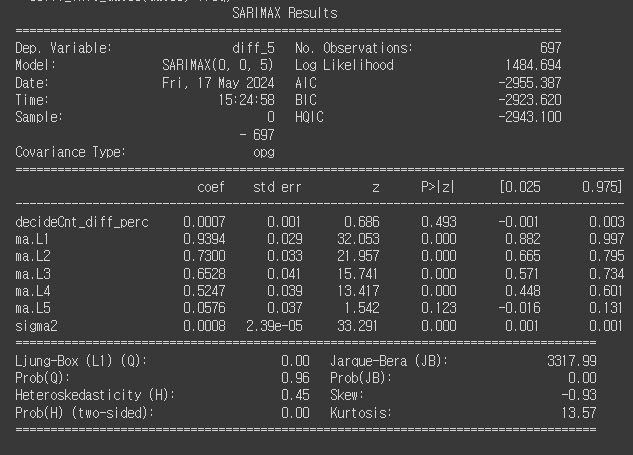 SARIMAX Results
==============================================================================
Dep. Variable: diff_5 No. Observations: 697
Model: SARIMAX(0, 0, 5) Log Likelihood 1484.694
Date: Fri, 17 May 2024 AIC -2955.387
Time: 15:24:58 BIC -2923.620
Sample: 0 HQIC -2943.100
- 697
Covariance Type: opg
==============================================================================
coef std err z P>|z| [0.025 0.975]
------------------------------------------------------------------------------
decideCnt_diff_perc 0.0007 0.001 0.686 0.493 -0.001 0.003
ma.L1 0.9394 0.029 32.053 0.000 0.882 0.997
ma.L2 0.7300 0.033 21.957 0.000 0.665 0.795
ma.L3 0.6528 0.041 15.741 0.000 0.571 0.734
ma.L4 0.5247 0.039 13.417 0.000 0.448 0.601
ma.L5 0.0576 0.037 1.542 0.123 -0.016 0.131
sigma2 0.0008 2.39e-05 33.291 0.000 0.001 0.001
==============================================================================
Ljung-Box (L1) (Q): 0.00 Jarque-Bera (JB): 3317.99
Prob(Q): 0.96 Prob(JB): 0.00
Heteroskedasticity (H): 0.45 Skew: -0.93
Prob(H) (two-sided): 0.00 Kurtosis: 13.57
==============================================================================